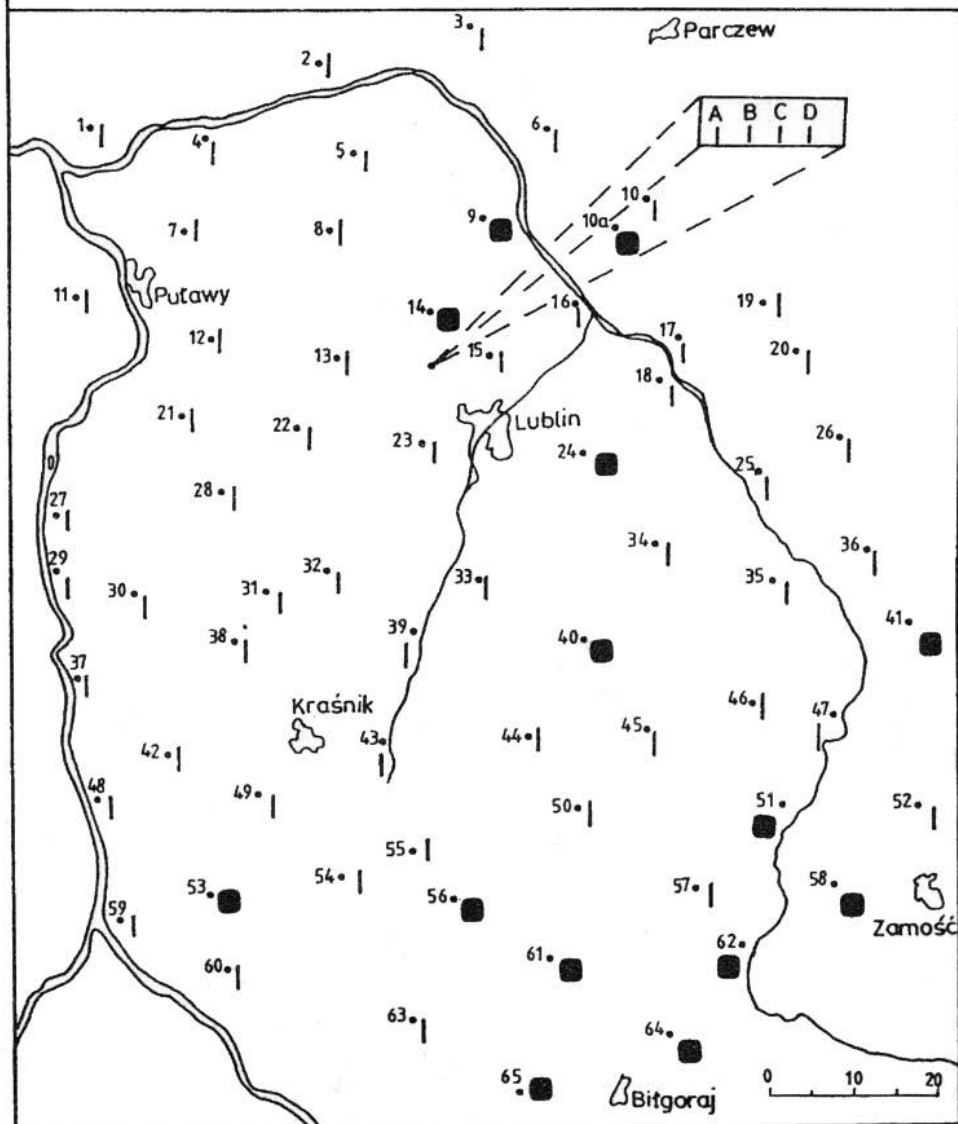 3 Parczew
2
A B C D
1 4 5 6
10
9 10a
7 8
11 Puławy 14 16 19
12 13 15 17 20
18
21 22 23 Lublin 24 26
25
28
27 34 36
29 30 31 32 33 35
38 39 40 41
37
Kraśnik 46 47
42 43 44 45
48 49 50 51 52
55
53 54 56 57 58
59 Zamość
60 61 62
63 64
65 Biłgoraj
0 10 20